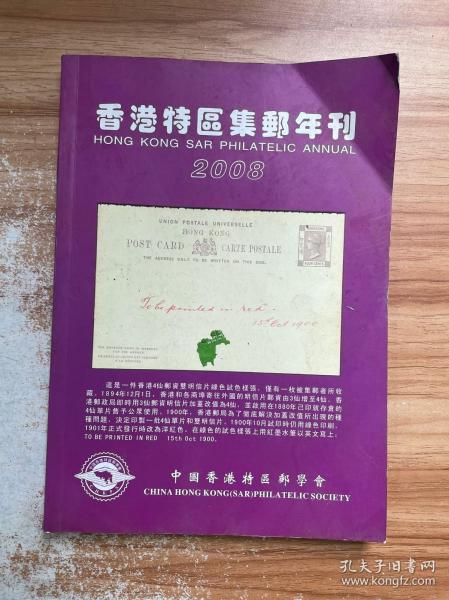 香港特區集郵年刊
HONG KONG SAR PHILATELIC ANNUAL
2008
UNION POSTALE UNIVERSELLE
HONG KONG
POST CARD CARTE POSTALE
THE ADDRESS ONLY TO BE WRITTEN ON THIS SIDE.
To be printed in red.
15th Oct 1900
這是一件香港4仙郵資雙明信片綠色試色樣張，僅有一枚被集郵者所收
藏。1894年12月1日，香港和各商埠寄往外國的明信片郵資由3仙增至4仙，香
港郵政局即時用3仙郵資明信片加蓋改值為4仙，並啟用在1880年已印就存倉的
4仙單片售予公眾使用。1900年，香港郵局為了徹底解決加蓋改值所出現的種
種問題，決定印製一批4仙單片和雙明信片。1900年10月試印時仍用綠色印刷，
1901年正式發行時改為洋紅色。在綠色的試色樣張上用紅墨水筆以英文寫上：
TO BE PRINTED IN RED 15th Oct 1900.
中國香港特區郵學會
CHINA HONG KONG(SAR)PHILATELIC SOCIETY
孔夫子旧书网
www.kongfz.com